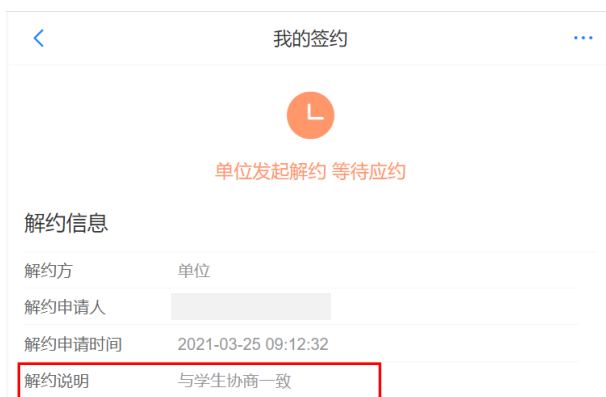 我的签约
单位发起解约 等待应约
解约信息
解约方 单位
解约申请人
解约申请时间 2021-03-25 09:12:32
解约说明 与学生协商一致